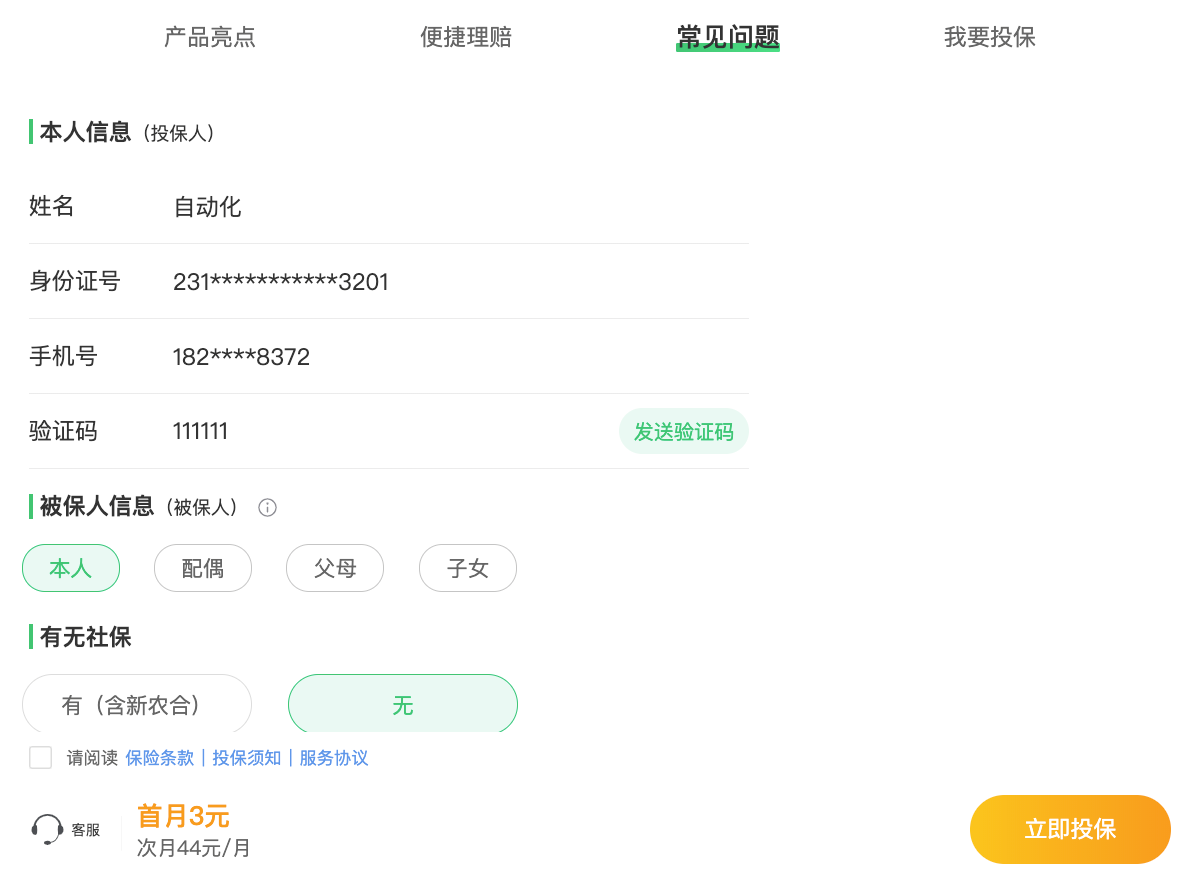 产品亮点 便捷理赔 常见问题 我要投保
本人信息（投保人）
姓名 自动化
身份证号 231***********3201
手机号 182****8372
验证码 111111 发送验证码
被保人信息（被保人）
本人 配偶 父母 子女
有无社保
有（含新农合） 无
请阅读 保险条款 | 投保须知 | 服务协议
首月3元
客服 立即投保
次月44元/月